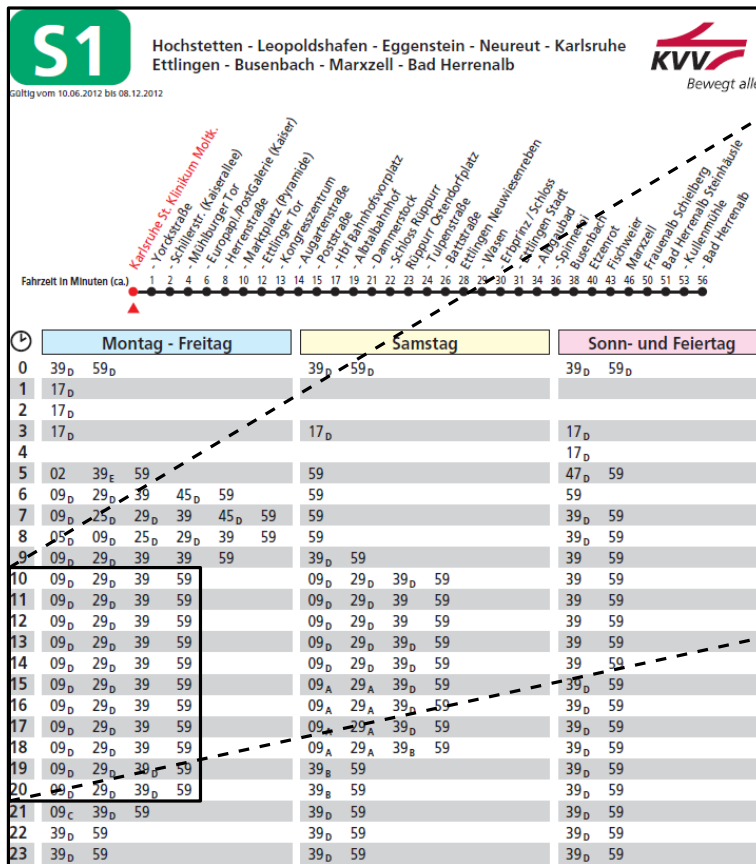 S1
Hochstetten - Leopoldshafen - Eggenstein - Neureut - Karlsruhe
Ettlingen - Busenbach - Marxzell - Bad Herrenalb
KVV
Bewegt alle
Gültig vom 10.06.2012 bis 08.12.2012
Karlsruhe St. Klinikum Moltk.
Yorckstraße
Schillerstr. (Kaiserallee)
Mühlburger Tor
Europapl./PostGalerie (Kaiser)
Herrenstraße
Marktplatz (Pyramide)
Ettlinger Tor
Kongresszentrum
Augartenstraße
Poststraße
Hbf Bahnhofsvorplatz
Albtalbahnhof
Dammerstock
Schloss Rüppurr
Rüppurr Ostendorfplatz
Tulpenstraße
Battstraße
Ettlingen Neuwiesenreben
Wasen
Erbprinz / Schloss
Ettlingen Stadt
Albgaubad
Spinnerei
Busenbach
Etzenrot
Fischweier
Marxzell
Frauenalb Schielberg
Bad Herrenalb Steinhäusle
Kullenmühle
Bad Herrenalb
Fahrzeit in Minuten (ca.) 1 2 4 6 8 10 12 13 14 15 17 19 21 22 23 24 26 28 29 30 31 34 36 38 40 43 46 50 51 53 56
Montag - Freitag Samstag Sonn- und Feiertag
0 39D 59D 39D 59D 39D 59D
1 17D
2 17D
3 17D 17D 17D
4 17D
5 02 39E 59 59 47D 59
6 09D 29D 39 45D 59 59 59
7 09D 25D 29D 39 45D 59 59 39D 59
8 05D 09D 25D 29D 39 59 59 39D 59
9 09D 29D 39 39 59 39D 59 39 59
10 09D 29D 39 59 09D 29D 39D 59 39 59
11 09D 29D 39 59 09D 29D 39 59 39 59
12 09D 29D 39 59 09D 29D 39 59 39 59
13 09D 29D 39 59 09D 29D 39D 59 39 59
14 09D 29D 39 59 09D 29D 39D 59 39 59
15 09D 29D 39 59 09A 29A 39D 59 39D 59
16 09D 29D 39 59 09A 29A 39D 59 39D 59
17 09D 29D 39 59 09A 29A 39D 59 39D 59
18 09D 29D 39 59 09A 29A 39B 59 39D 59
19 09D 29D 39D 59 39B 59 39D 59
20 09D 29D 39D 59 39B 59 39D 59
21 09C 39D 59 39D 59 39D 59
22 39D 59 39D 59 39D 59
23 39D 59 39D 59 39D 59